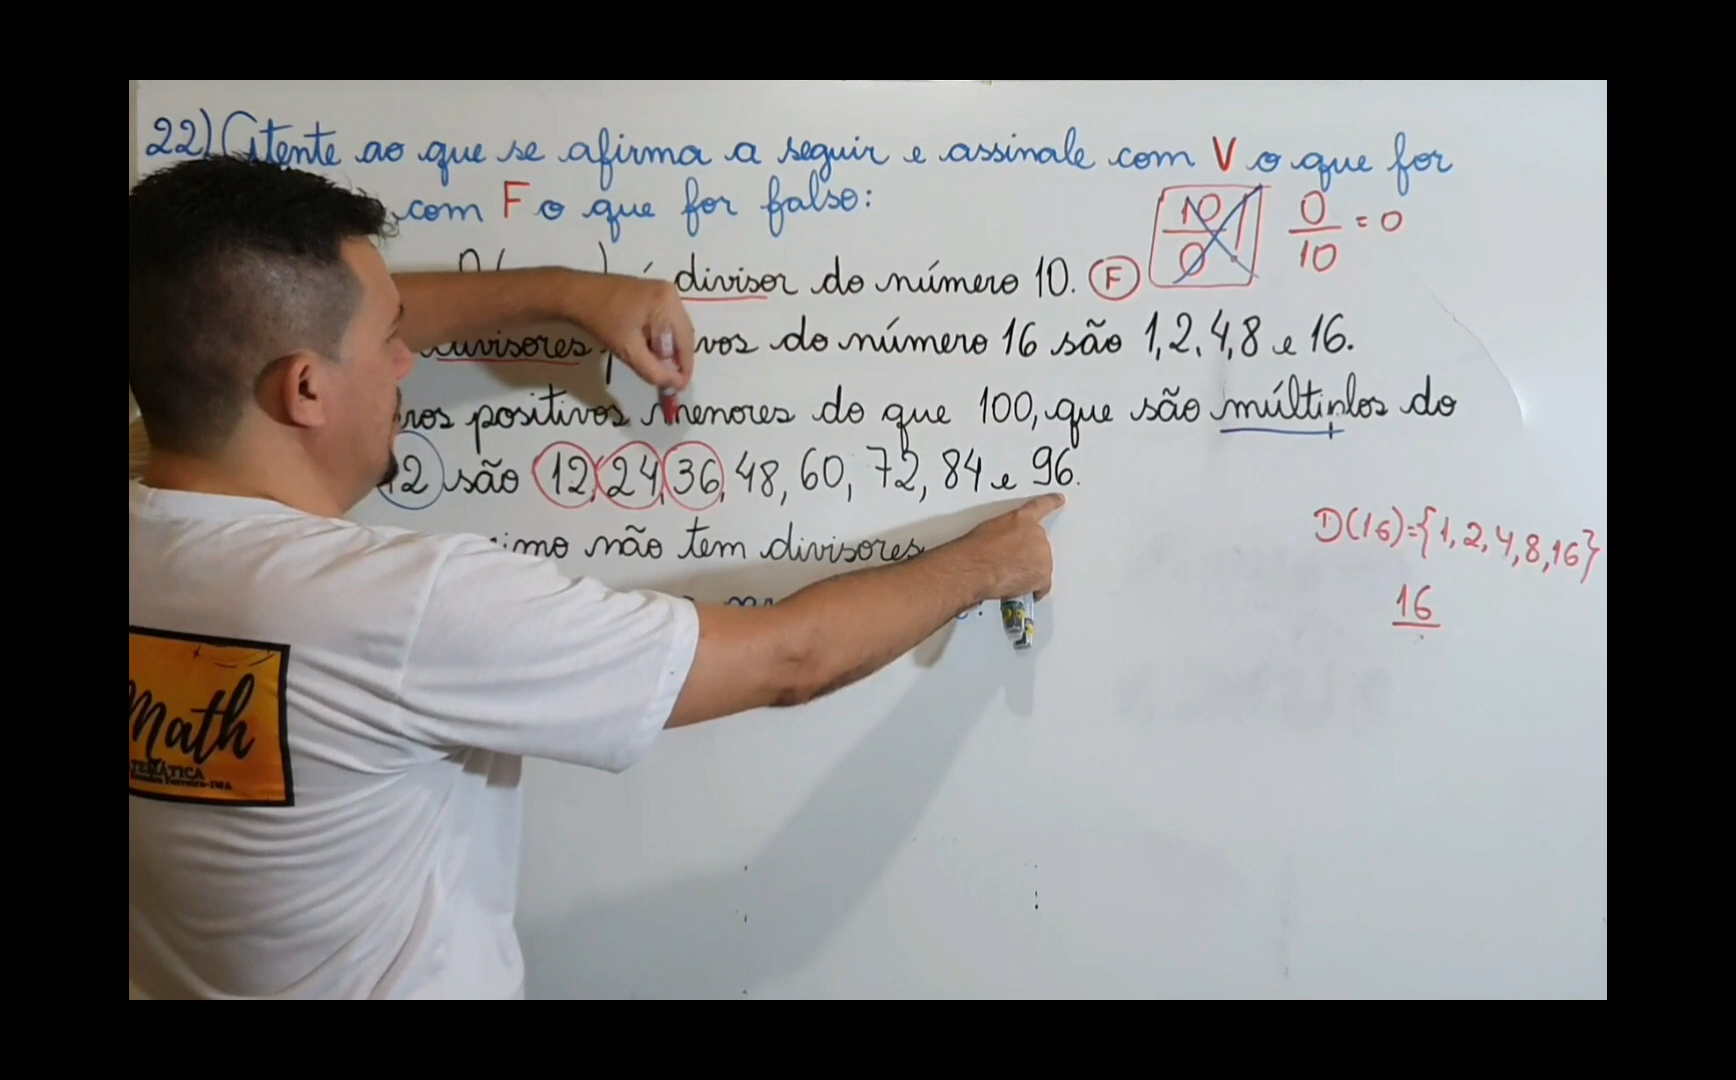 22) Atente ao que se afirma a seguir e assinale com V o que for
com F o que for falso:
10
0
0
10
= 0
divisor do número 10. F
divisores vos do número 16 são 1, 2, 4, 8 e 16.
ros positivos menores do que 100, que são múltiplos do
12 são 12, 24, 36, 48, 60, 72, 84 e 96.
não tem divisores
D(16)={1, 2, 4, 8, 16}
16
Math